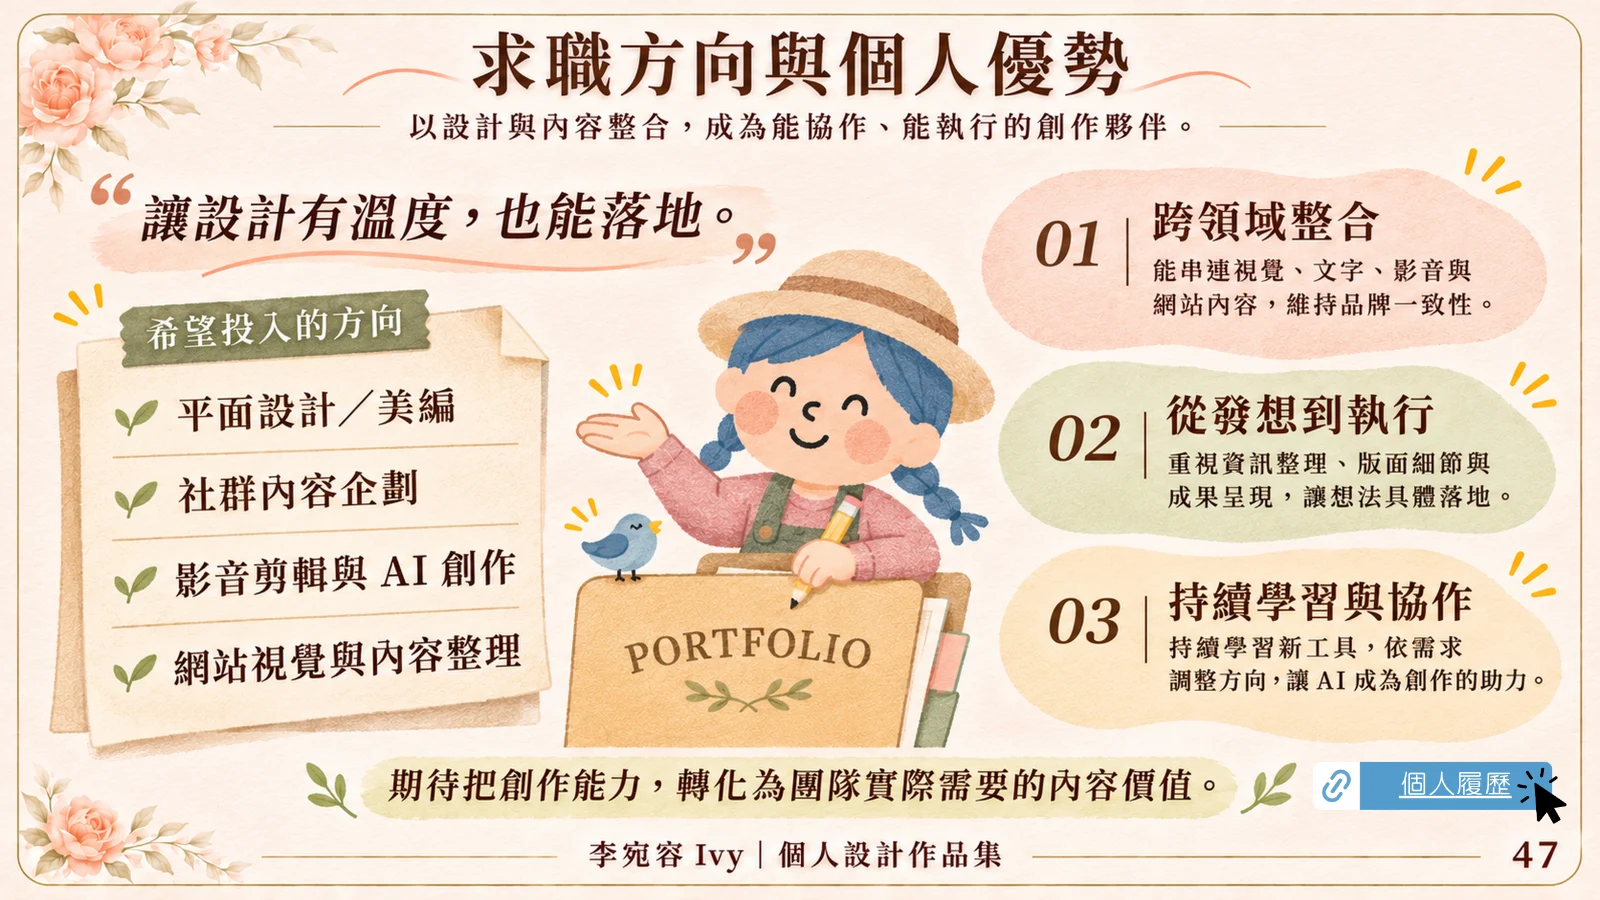 求職方向與個人優勢
以設計與內容整合，成為能協作、能執行的創作夥伴。
“讓設計有溫度，也能落地。”
希望投入的方向
平面設計／美編
社群內容企劃
影音剪輯與 AI 創作
網站視覺與內容整理
PORTFOLIO
01
跨領域整合
能串連視覺、文字、影音與
網站內容，維持品牌一致性。
02
從發想到執行
重視資訊整理、版面細節與
成果呈現，讓想法具體落地。
03
持續學習與協作
持續學習新工具，依需求
調整方向，讓 AI 成為創作的助力。
期待把創作能力，轉化為團隊實際需要的內容價值。
個人履歷
李宛容 Ivy｜個人設計作品集
47